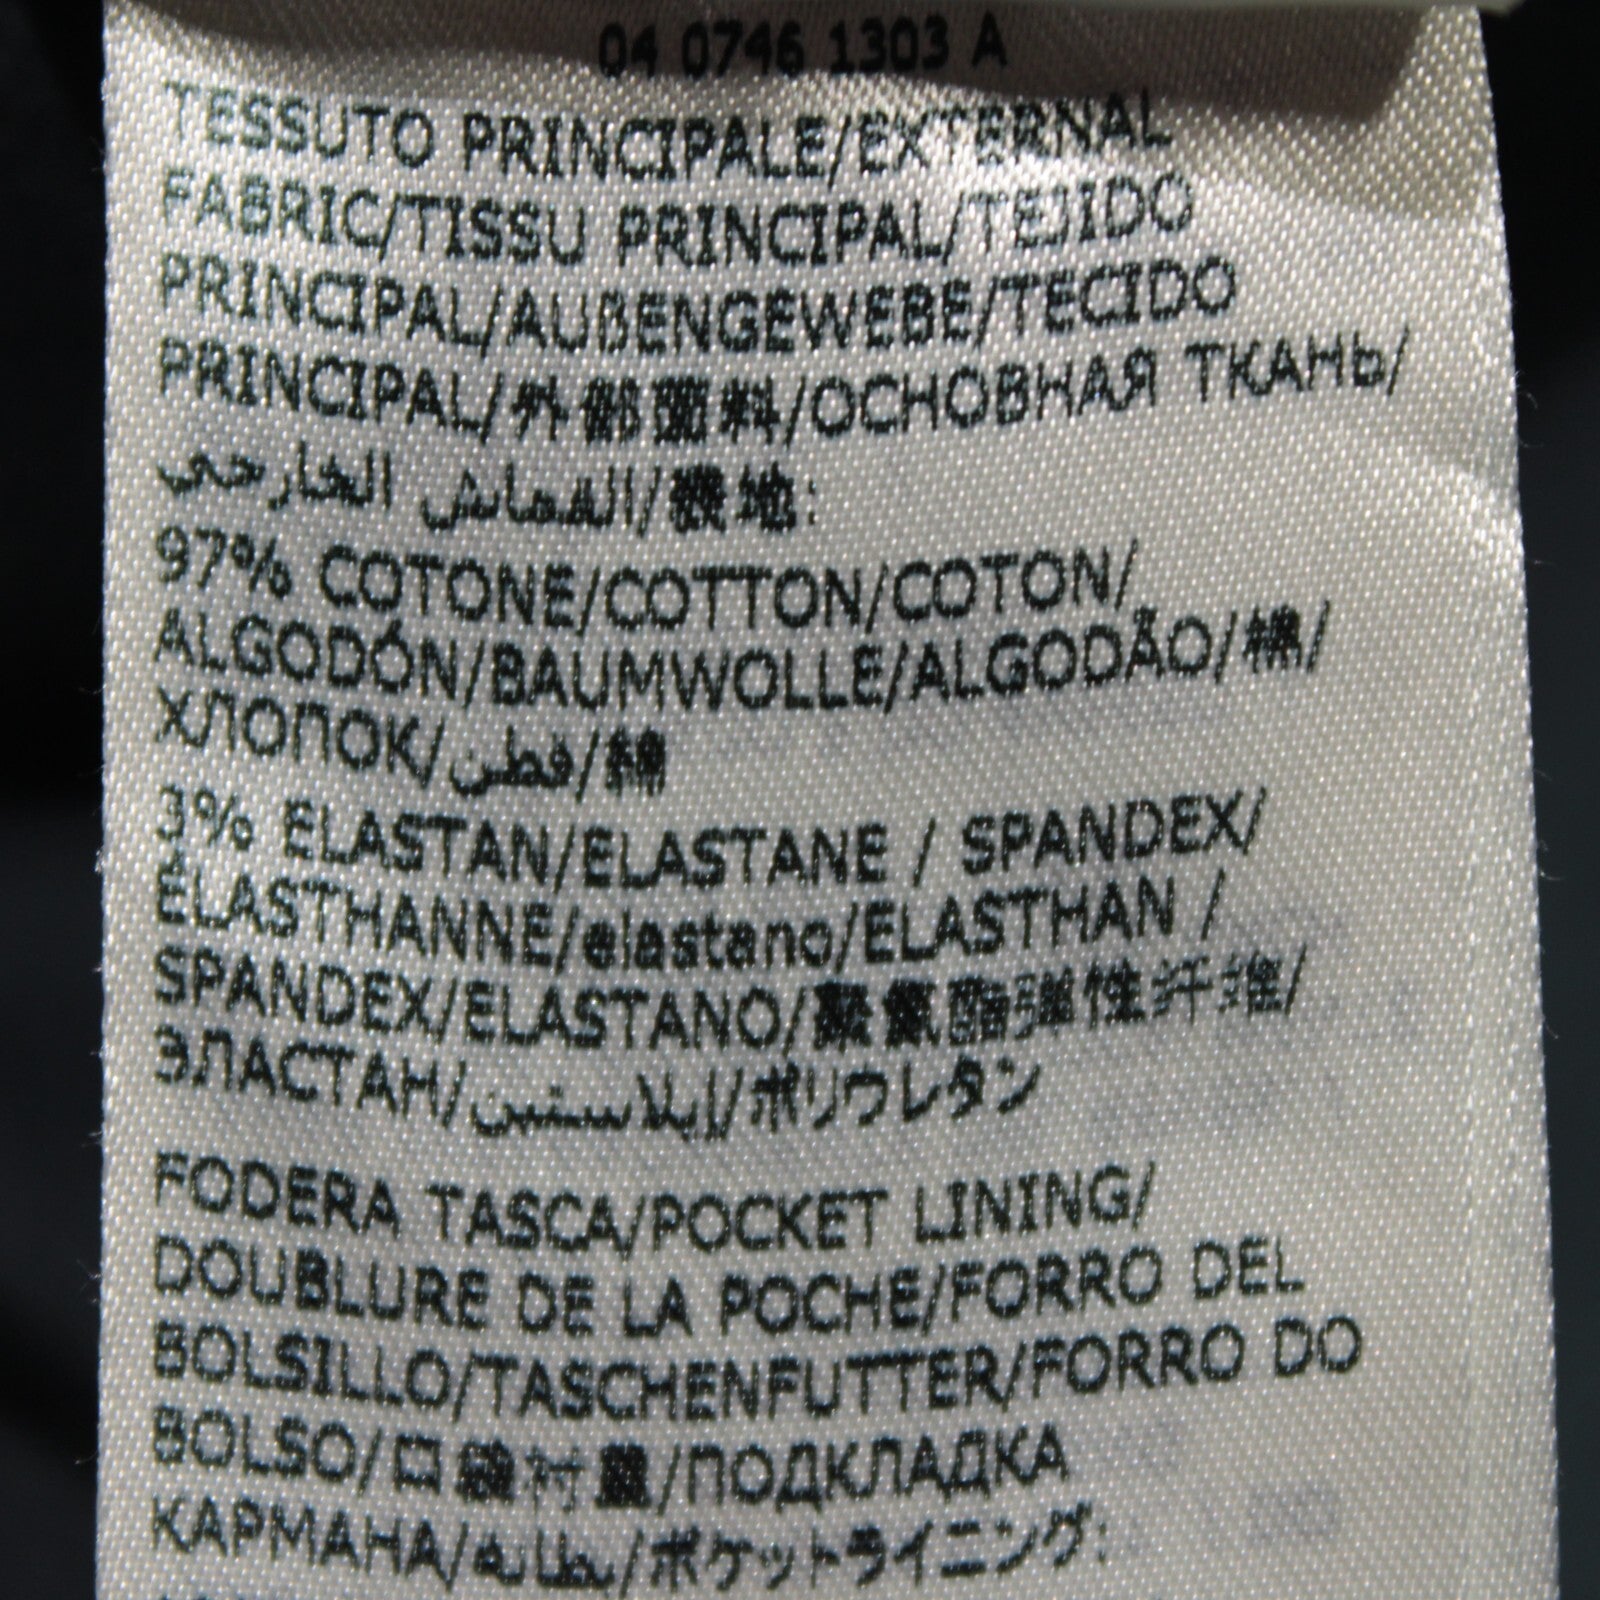 04 0746 1303 A
TESSUTO PRINCIPALE/EXTERNAL
FABRIC/TISSU PRINCIPAL/TEJIDO
PRINCIPAL/AUßENGEWEBE/TECIDO
PRINCIPAL/外部面料/ОСНОВНАЯ ТКАНЬ/
القماش الخارجي/表地:
97% COTONE/COTTON/COTON/
ALGODÓN/BAUMWOLLE/ALGODÃO/棉/
ХЛОПОК/قطن/綿
3% ELASTAN/ELASTANE / SPANDEX/
ÉLASTHANNE/elastano/ELASTHAN /
SPANDEX/ELASTANO/聚氨酯弹性纤维/
ЭЛАСТАН/إيلاستين/ポリウレタン
FODERA TASCA/POCKET LINING/
DOUBLURE DE LA POCHE/FORRO DEL
BOLSILLO/TASCHENFUTTER/FORRO DO
BOLSO/口袋衬里/ПОДКЛАДКА
КАРМАНА/بطانة/ポケットライニング: